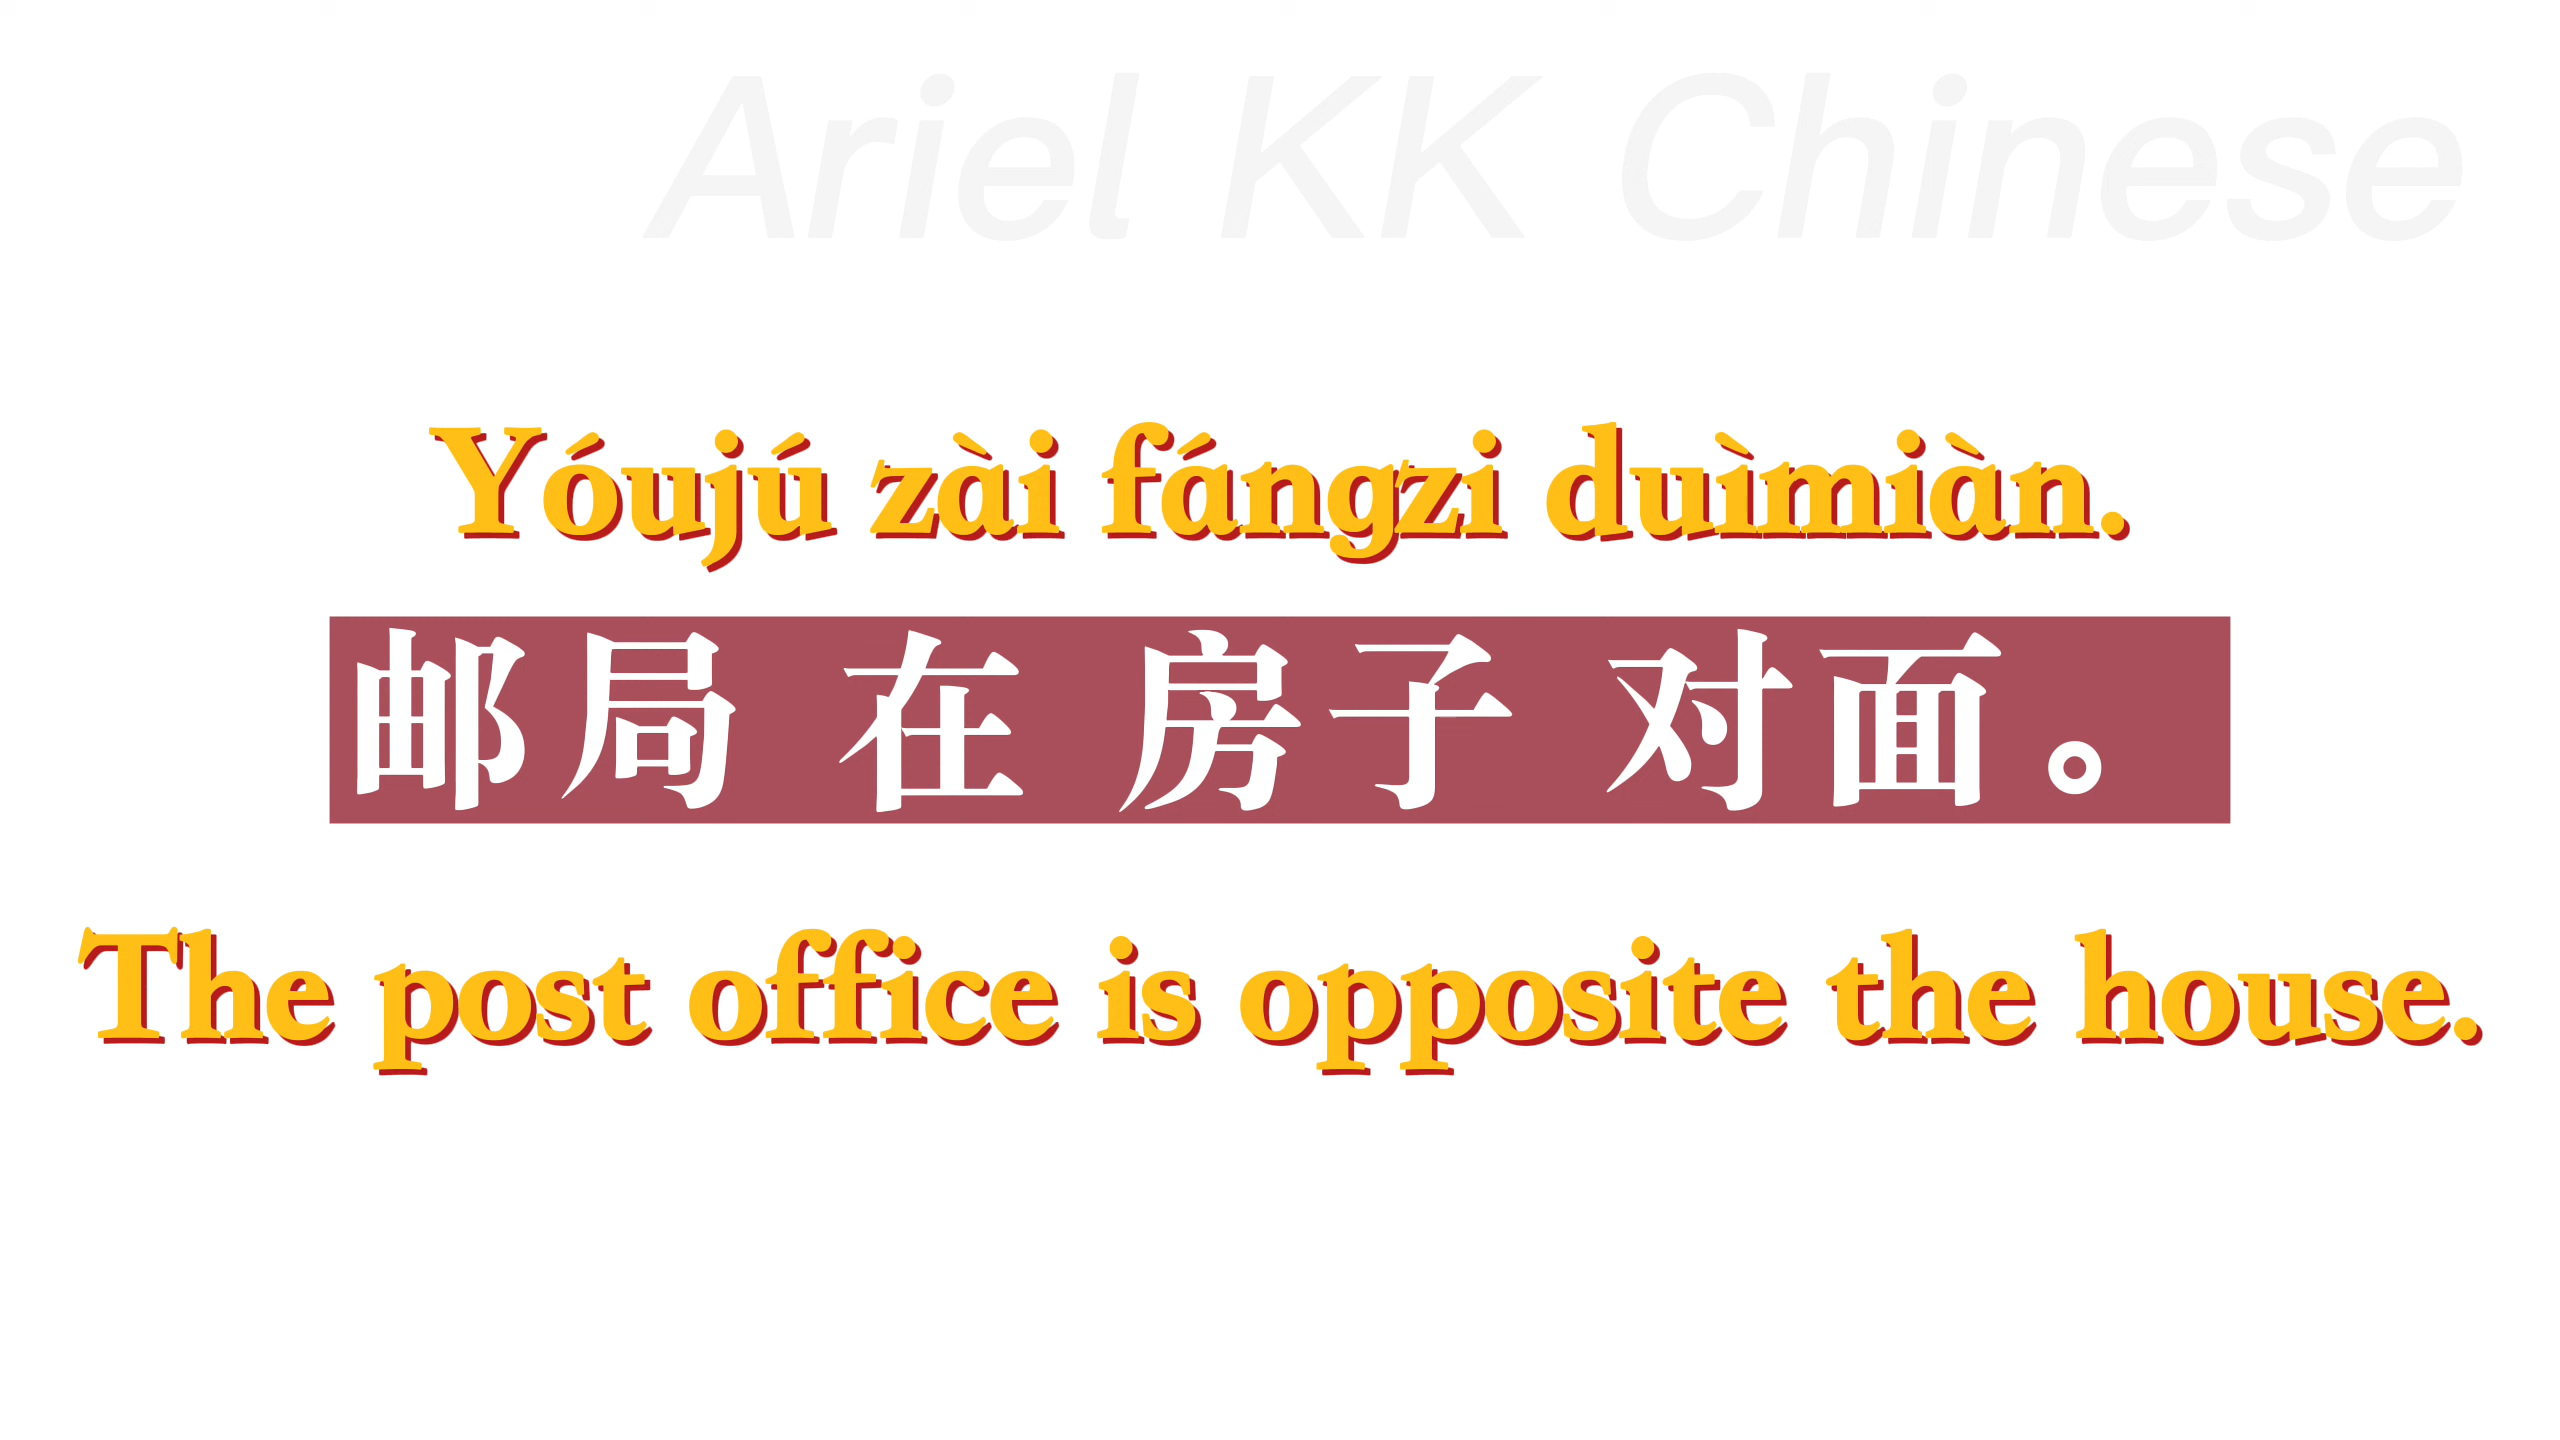 Ariel KK Chinese
Yóujú zài fángzi duìmiàn.
邮局 在 房子 对面。
The post office is opposite the house.